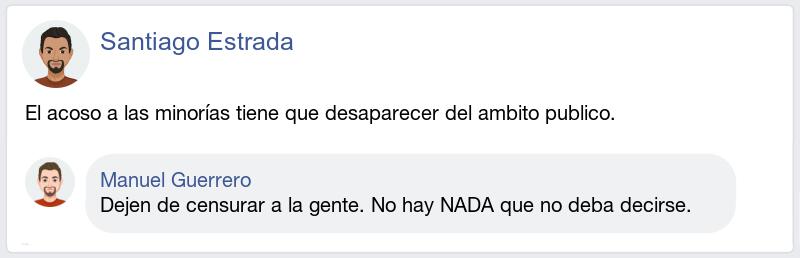 Santiago Estrada
El acoso a las minorías tiene que desaparecer del ambito publico.
Manuel Guerrero
Dejen de censurar a la gente. No hay NADA que no deba decirse.